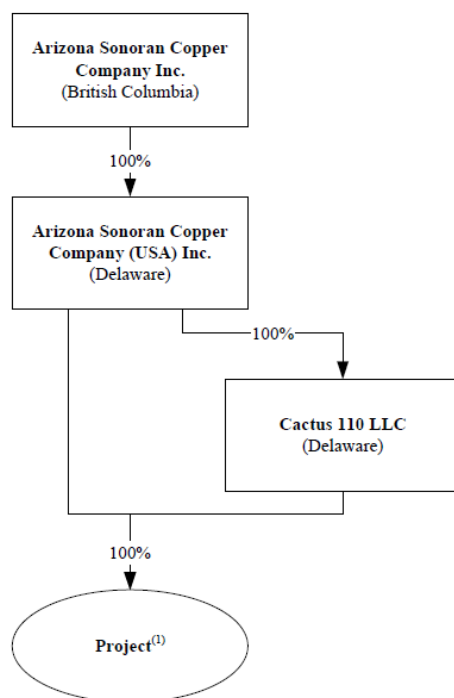 Arizona Sonoran Copper
Company Inc.
(British Columbia)
100%
Arizona Sonoran Copper
Company (USA) Inc.
(Delaware)
100%
Cactus 110 LLC
(Delaware)
100%
Project(1)